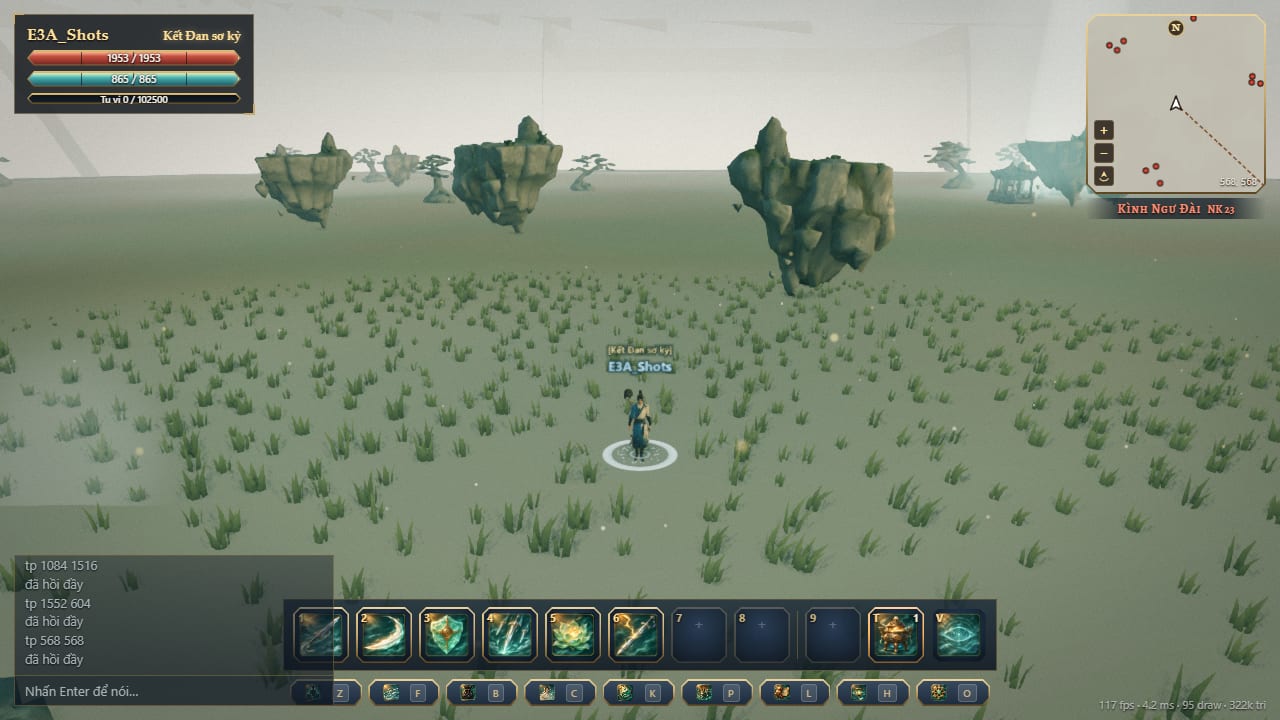 E3A_Shots Kết Đan sơ kỳ
1953 / 1953
865 / 865
Tu vi 0 / 102500
N
+
−
568, 568
Kình Ngư Đài NK 23
[Kết Đan sơ kỳ]
E3A_Shots
tp 1084 1516
đã hồi đầy
tp 1552 604
đã hồi đầy
tp 568 568
đã hồi đầy
Nhấn Enter để nói...
1 2 3 4 5 6 7 + 8 + 9 + T 1 V
Z F B C K P L H O
117 fps · 4.2 ms · 95 draw · 322k tri